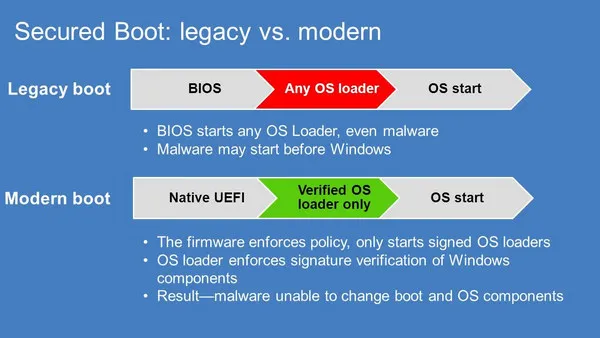 Secured Boot: legacy vs. modern
Legacy boot
BIOS
Any OS loader
OS start
• BIOS starts any OS Loader, even malware
• Malware may start before Windows
Modern boot
Native UEFI
Verified OS
loader only
OS start
• The firmware enforces policy, only starts signed OS loaders
• OS loader enforces signature verification of Windows
components
• Result—malware unable to change boot and OS components